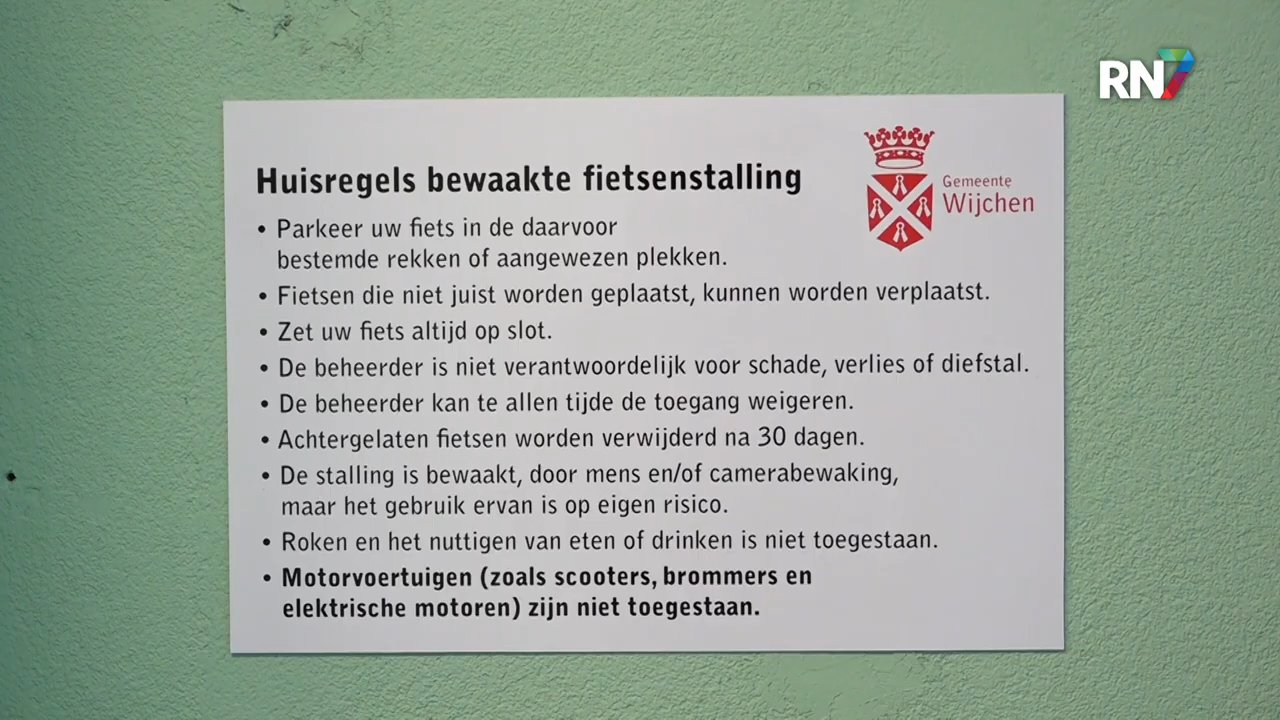 RN7
Huisregels bewaakte fietsenstalling
Gemeente
Wijchen
• Parkeer uw fiets in de daarvoor
bestemde rekken of aangewezen plekken.
• Fietsen die niet juist worden geplaatst, kunnen worden verplaatst.
• Zet uw fiets altijd op slot.
• De beheerder is niet verantwoordelijk voor schade, verlies of diefstal.
• De beheerder kan te allen tijde de toegang weigeren.
• Achtergelaten fietsen worden verwijderd na 30 dagen.
• De stalling is bewaakt, door mens en/of camerabewaking,
maar het gebruik ervan is op eigen risico.
• Roken en het nuttigen van eten of drinken is niet toegestaan.
• Motorvoertuigen (zoals scooters, brommers en
elektrische motoren) zijn niet toegestaan.